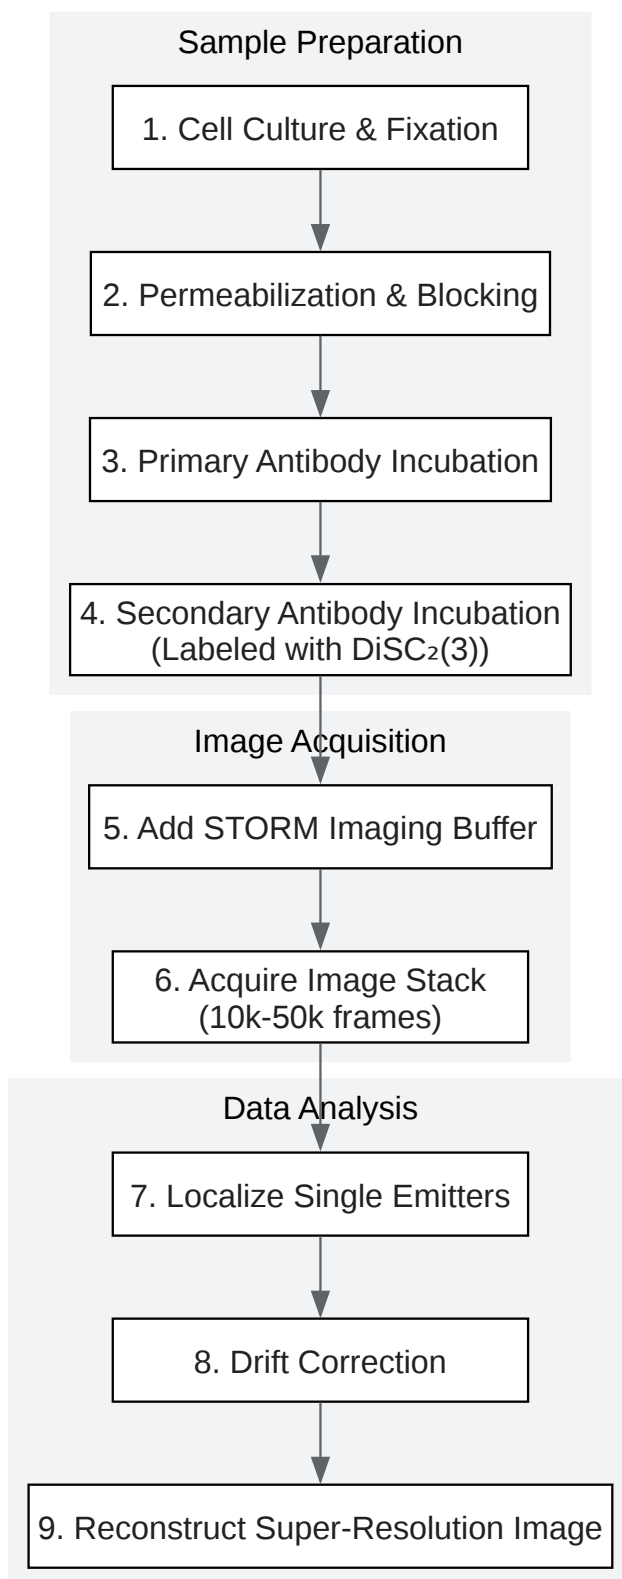 Sample Preparation
1. Cell Culture & Fixation
2. Permeabilization & Blocking
3. Primary Antibody Incubation
4. Secondary Antibody Incubation
(Labeled with DiSC₂(3))
Image Acquisition
5. Add STORM Imaging Buffer
6. Acquire Image Stack
(10k-50k frames)
Data Analysis
7. Localize Single Emitters
8. Drift Correction
9. Reconstruct Super-Resolution Image